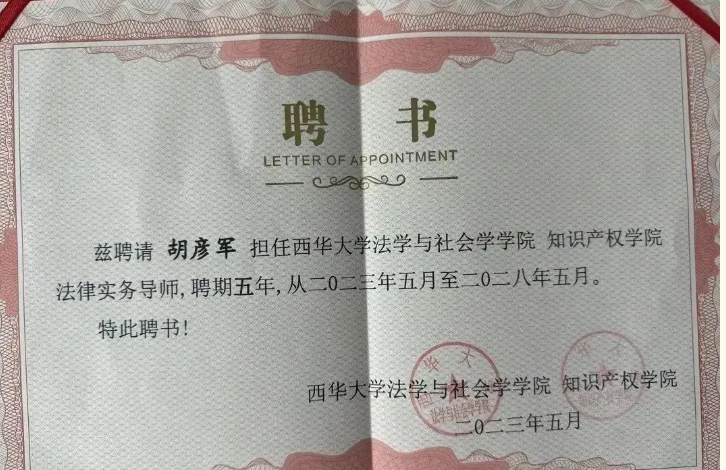 聘 书
LETTER OF APPOINTMENT
兹聘请 胡彦军 担任西华大学法学与社会学学院 知识产权学院
法律实务导师,聘期五年,从二〇二三年五月至二〇二八年五月。
特此聘书!
西华大学法学与社会学学院 知识产权学院
二〇二三年五月